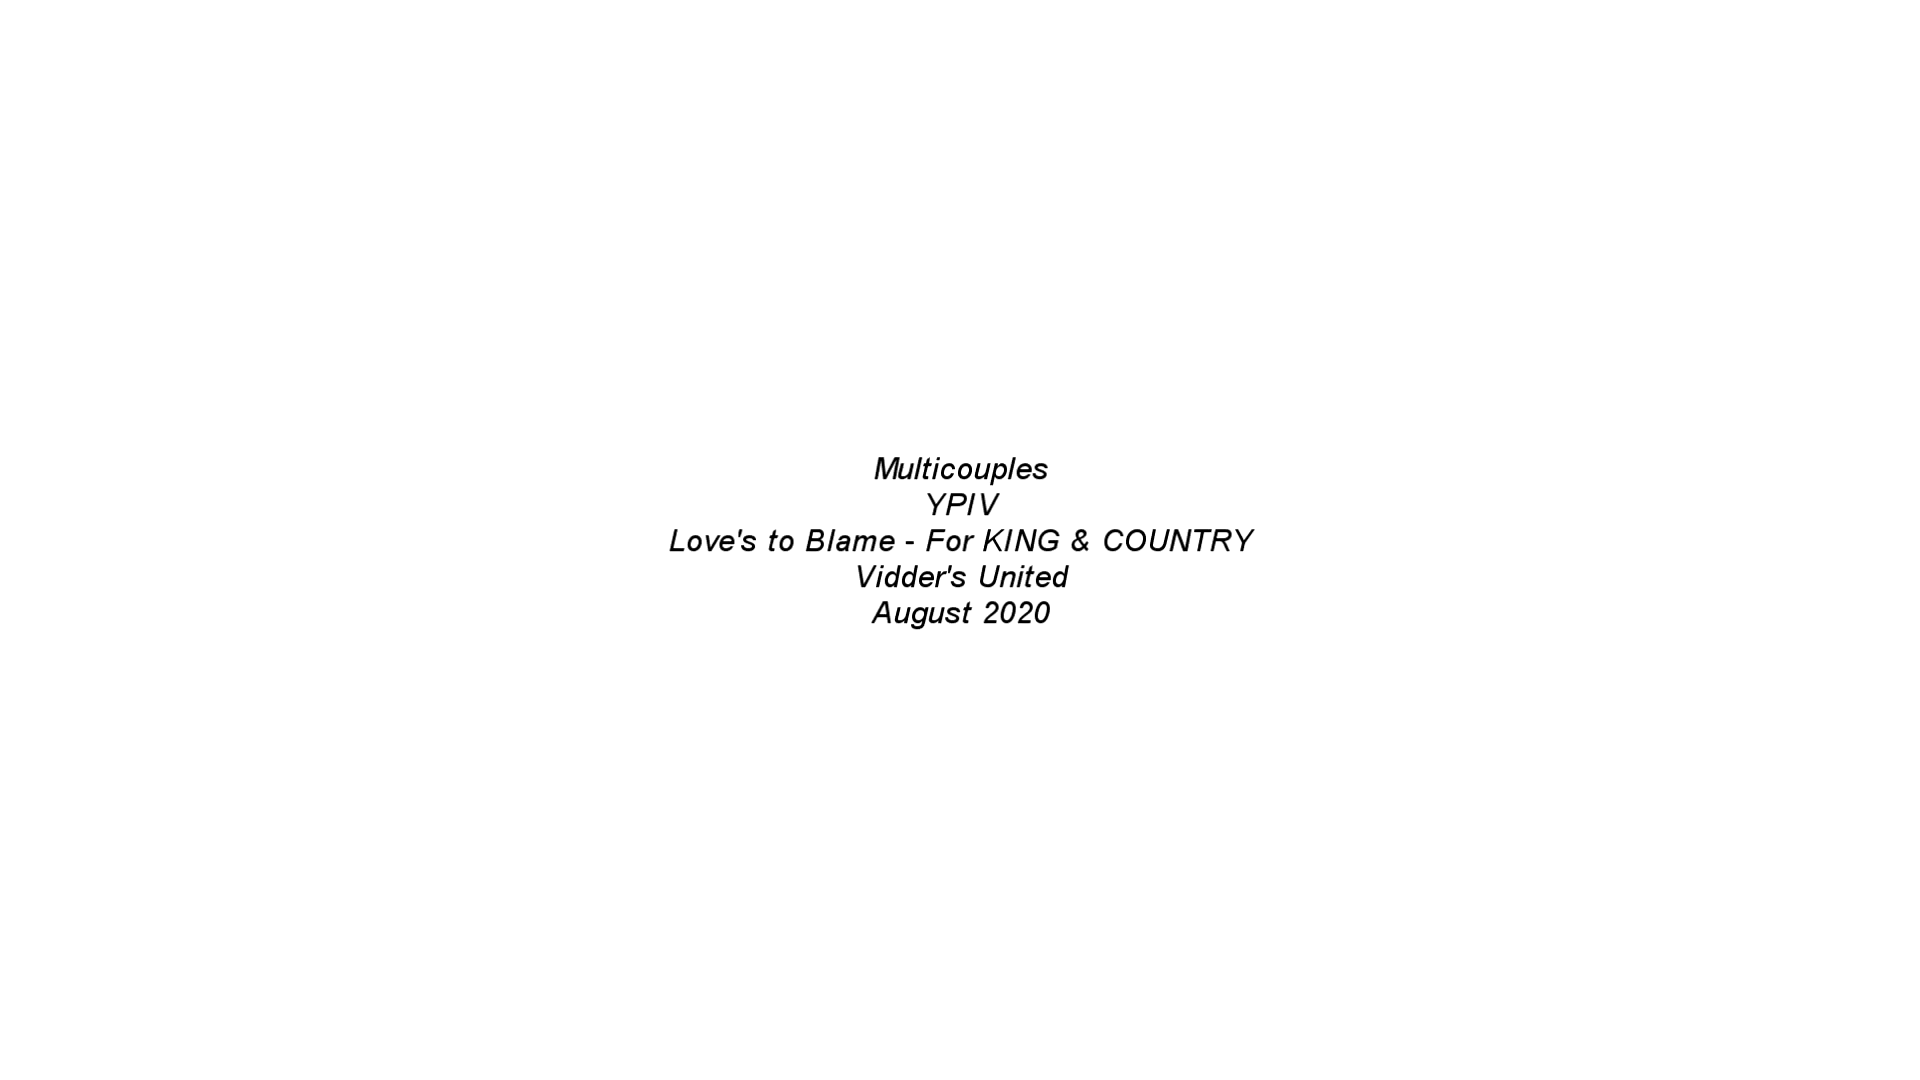 Multicouples
YPIV
Love's to Blame - For KING & COUNTRY
Vidder's United
August 2020